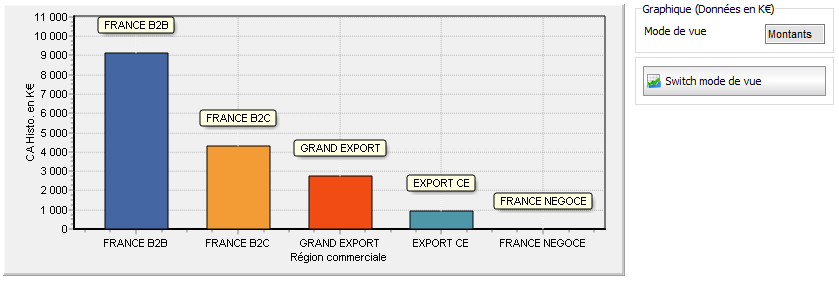 11 000
10 000
9 000
8 000
7 000
6 000
5 000
4 000
3 000
2 000
1 000
0
CA Histo. en K€
FRANCE B2B
FRANCE B2C
GRAND EXPORT
EXPORT CE
FRANCE NEGOCE
FRANCE B2B
FRANCE B2C
GRAND EXPORT
EXPORT CE
FRANCE NEGOCE
Région commerciale
Graphique (Données en K€)
Mode de vue
Montants
Switch mode de vue